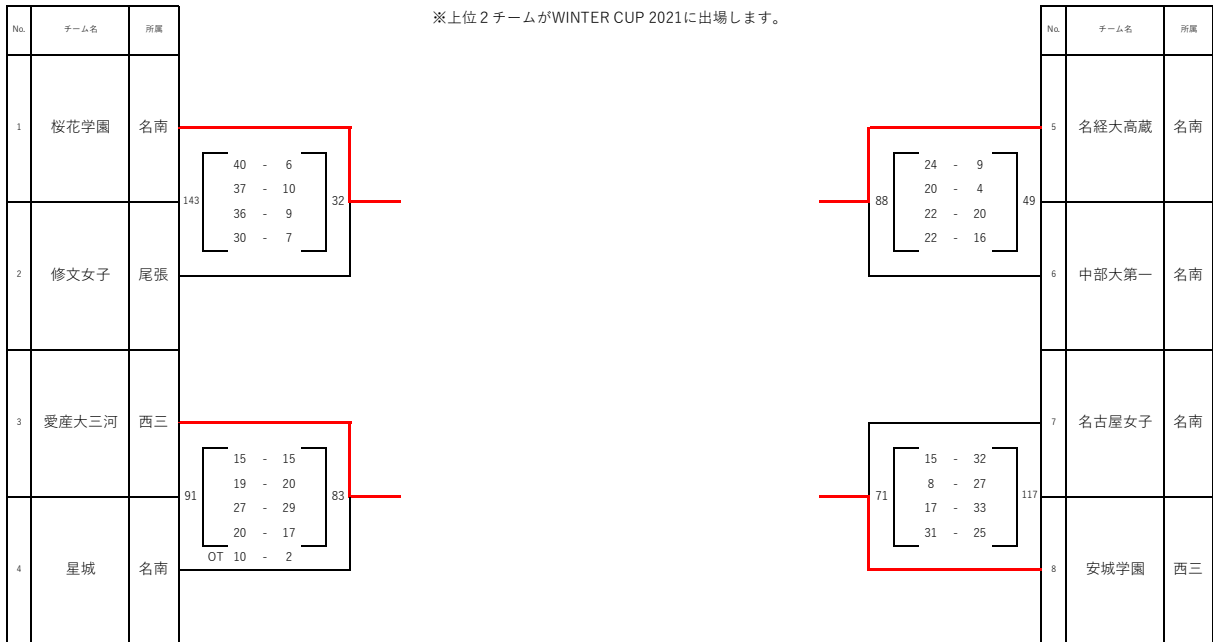 ※上位２チームがWINTER CUP 2021に出場します。
No. チーム名 所属
1 桜花学園 名南
2 修文女子 尾張
3 愛産大三河 西三
4 星城 名南
143 32
40 - 6
37 - 10
36 - 9
30 - 7
91 83
15 - 15
19 - 20
27 - 29
20 - 17
OT 10 - 2
No. チーム名 所属
5 名経大高蔵 名南
6 中部大第一 名南
7 名古屋女子 名南
8 安城学園 西三
88 49
24 - 9
20 - 4
22 - 20
22 - 16
71 117
15 - 32
8 - 27
17 - 33
31 - 25